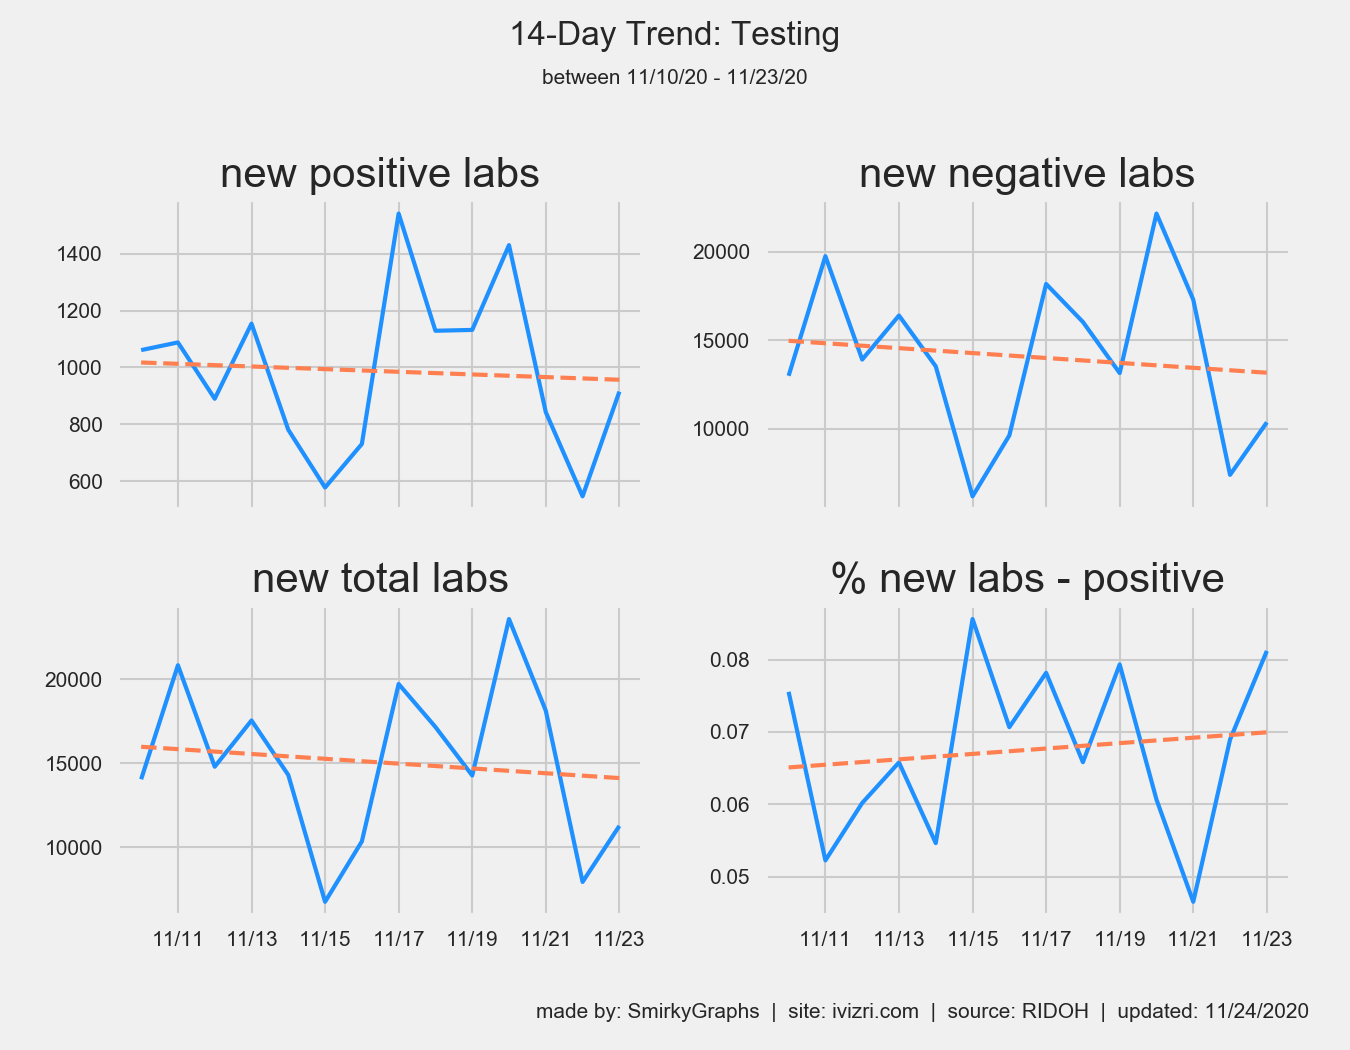 14-Day Trend: Testing
between 11/10/20 - 11/23/20
new positive labs
1400
1200
1000
800
600
new negative labs
20000
15000
10000
new total labs
20000
15000
10000
11/11 11/13 11/15 11/17 11/19 11/21 11/23
% new labs - positive
0.08
0.07
0.06
0.05
11/11 11/13 11/15 11/17 11/19 11/21 11/23
made by: SmirkyGraphs | site: ivizri.com | source: RIDOH | updated: 11/24/2020